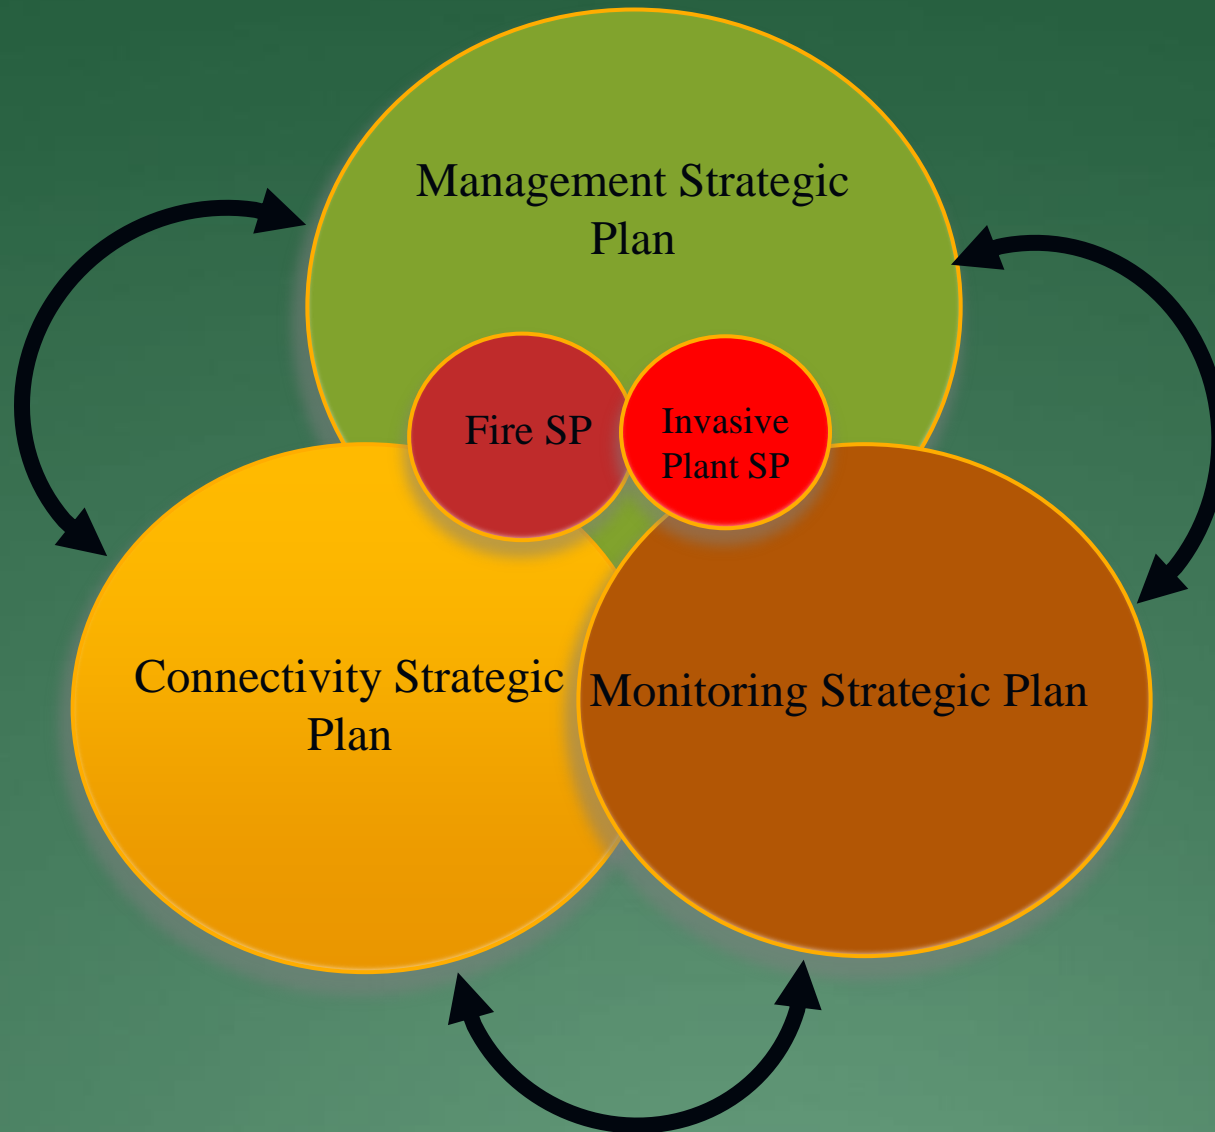 Management Strategic
Plan
Fire SP
Invasive
Plant SP
Connectivity Strategic
Plan
Monitoring Strategic Plan